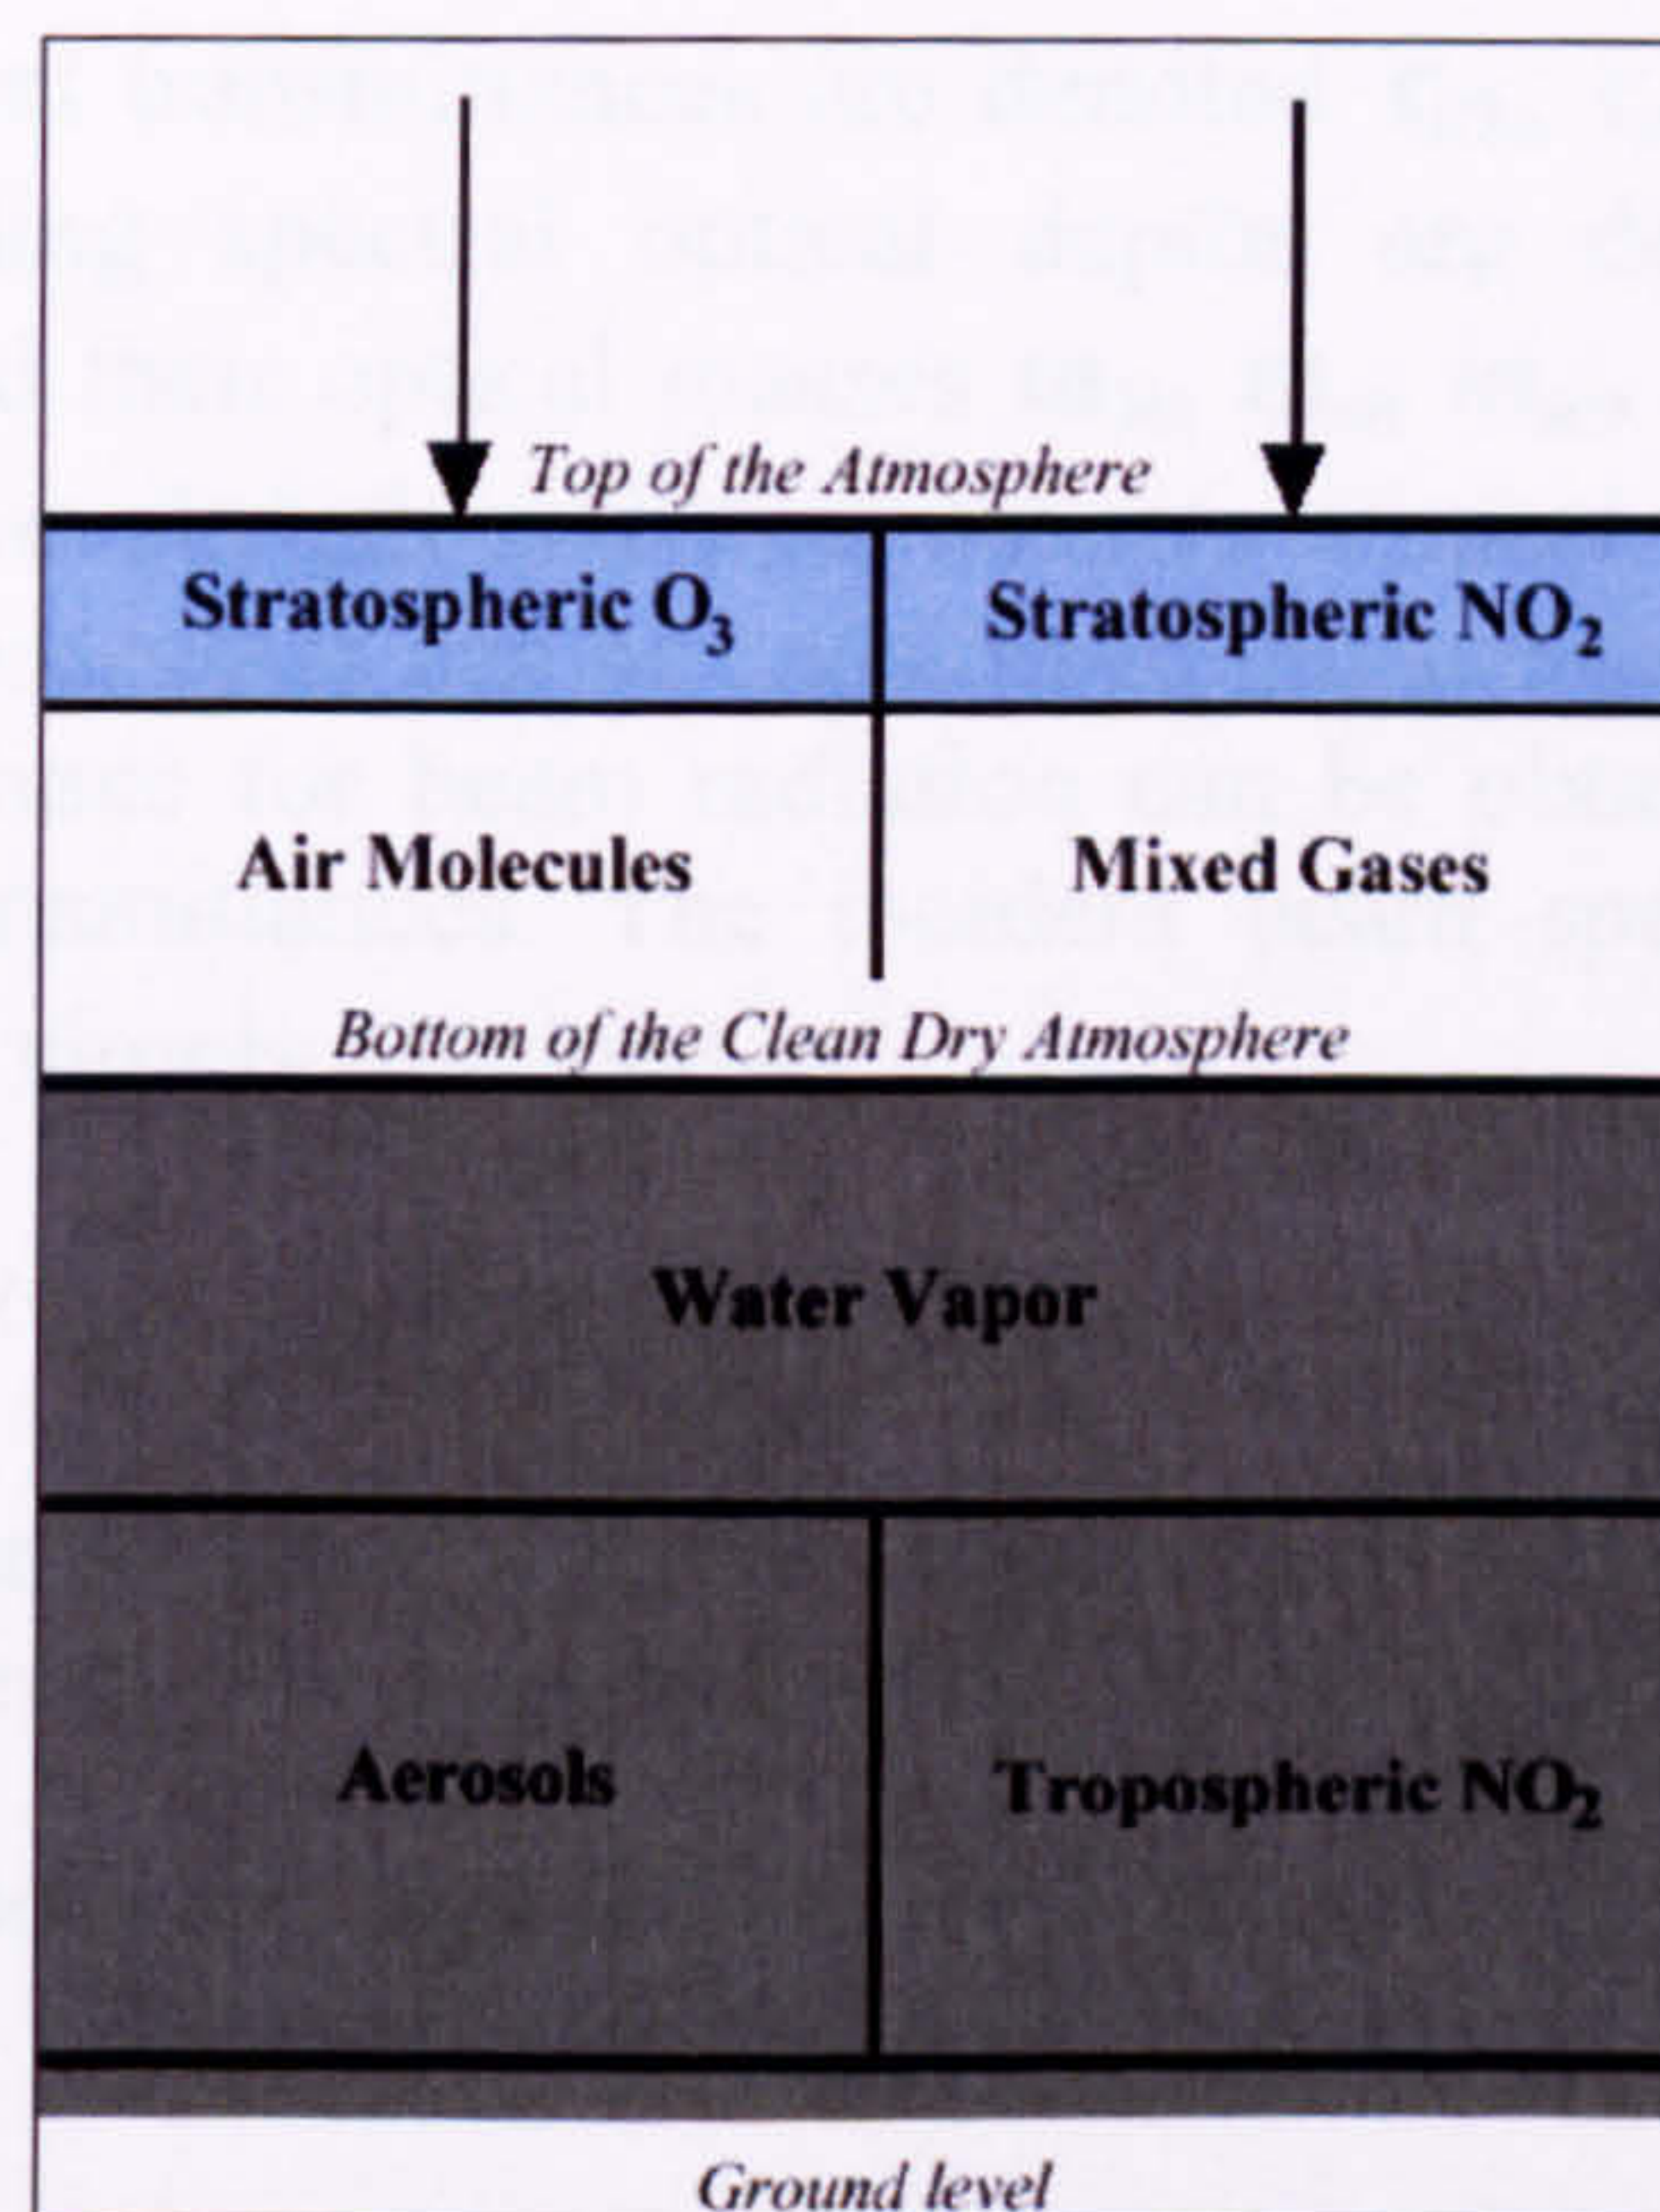 Top of the Atmosphere
Stratospheric O₃
Stratospheric NO₂
Air Molecules
Mixed Gases
Bottom of the Clean Dry Atmosphere
Water Vapor
Aerosols
Tropospheric NO₂
Ground level